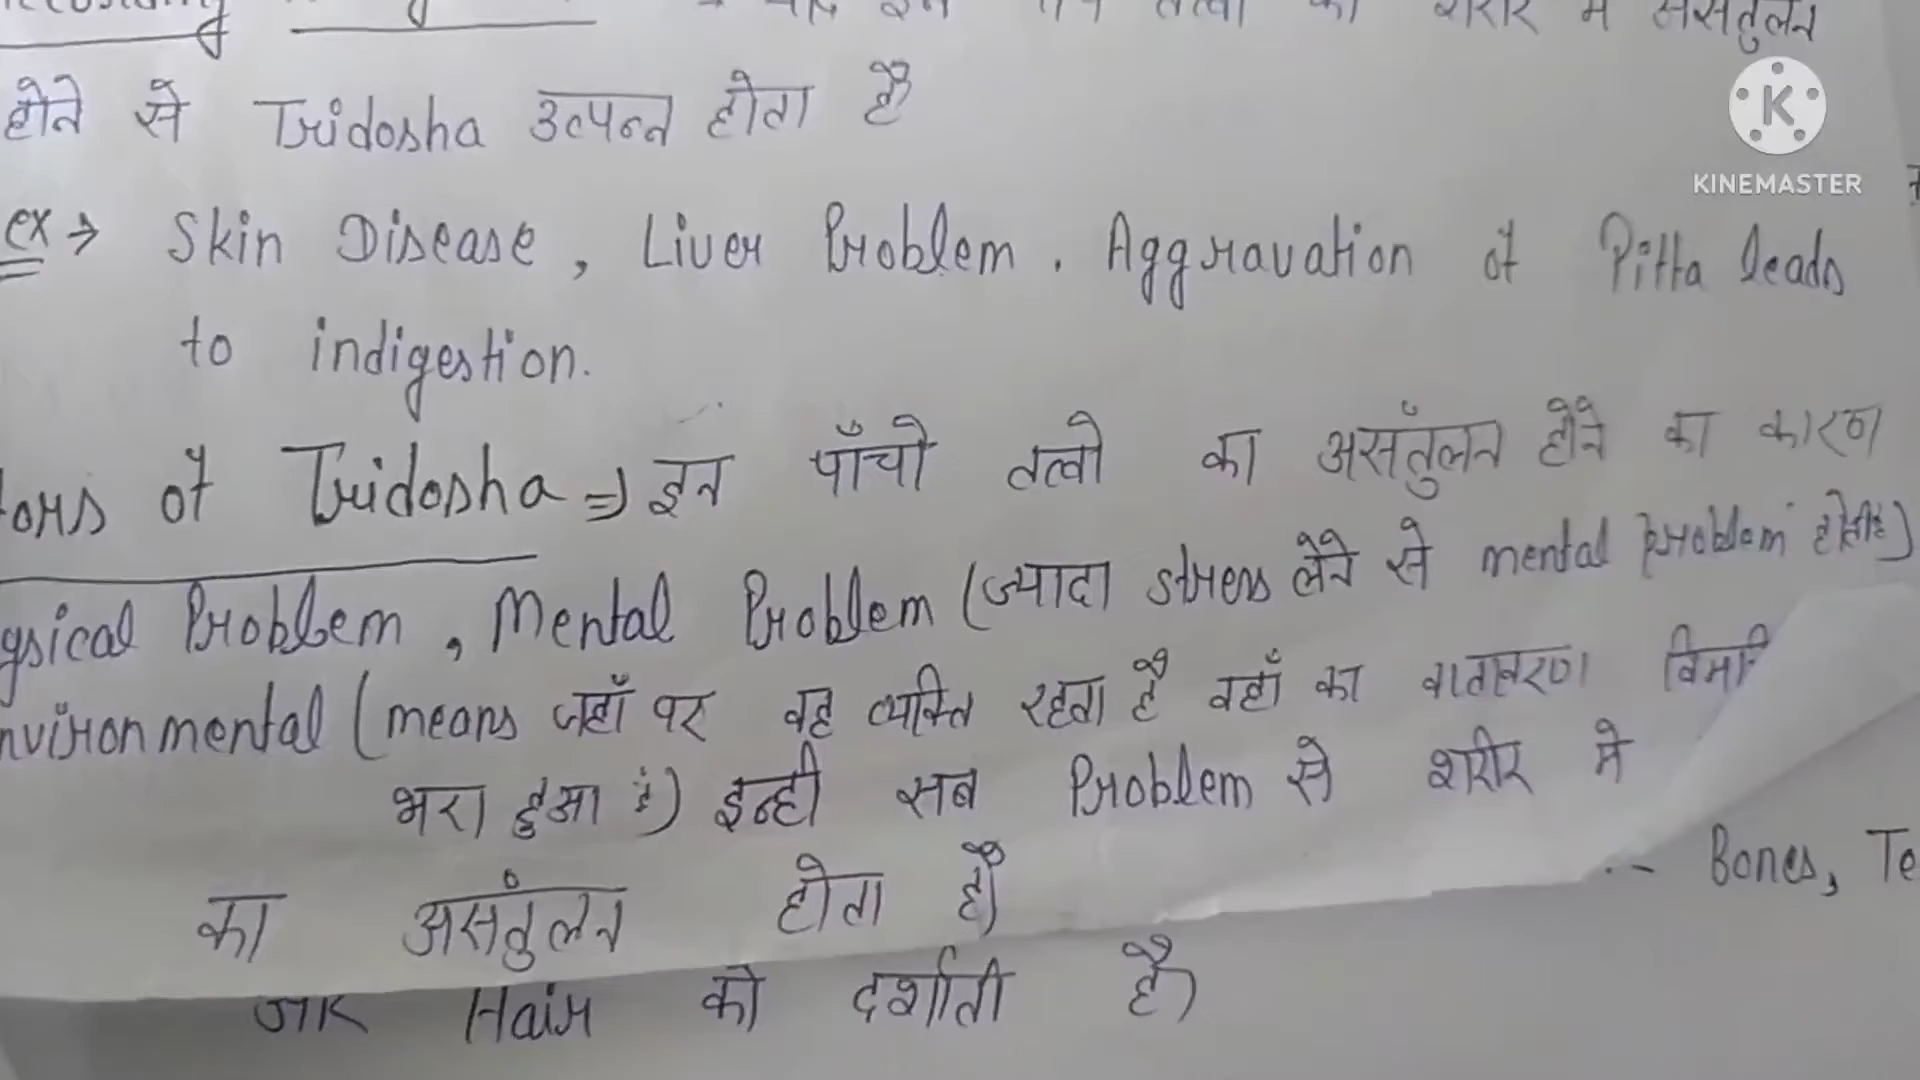 शरीर में
होने से Tridosha उत्पन्न होता है
KINEMASTER
ex → Skin Disease, Liver Problem. Aggravation of Pitta leads
to indigestion.
of Tridosha ⇒ इन पाँचो तत्वो का असंतुलन होने का कारण
Problem, Mental Problem (ज्यादा stress लेने से mental problem होती है)
(means जहाँ पर वह व्यक्ति रहता है वहाँ का वातावरण
भरा हुआ है) इन्ही सब Problem से शरीर मे
का असंतुलन होता है
Bones,
Hair को दर्शाती है